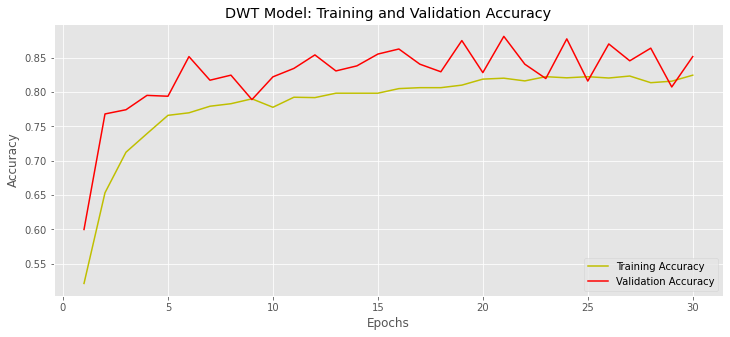 DWT Model: Training and Validation Accuracy
Accuracy
0.85
0.80
0.75
0.70
0.65
0.60
0.55
0 5 10 15 20 25 30
Epochs
Training Accuracy
Validation Accuracy